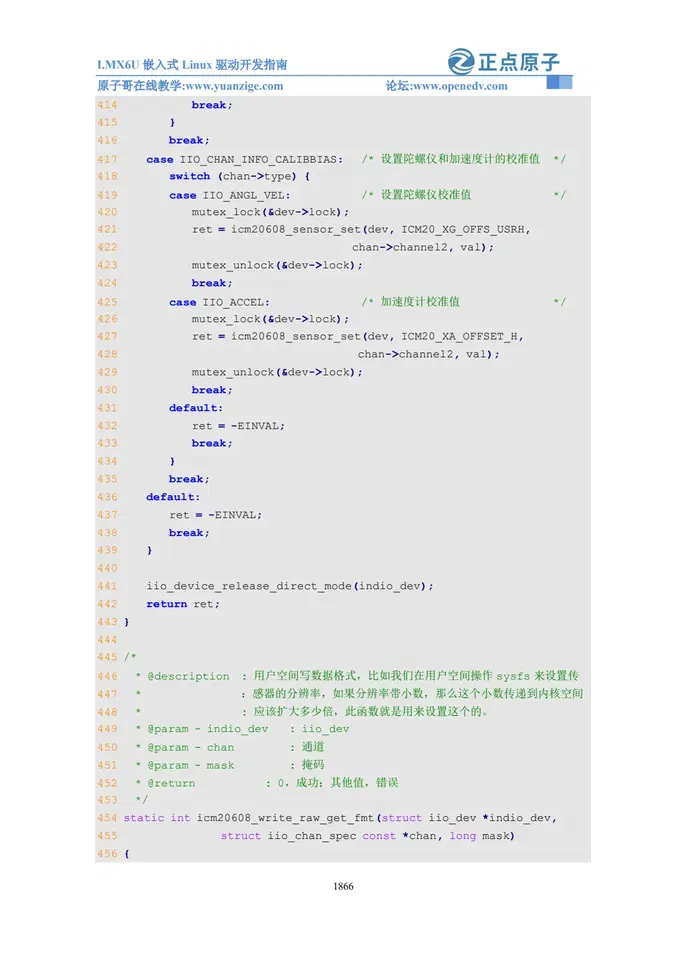 I.MX6U 嵌入式 Linux 驱动开发指南
正点原子
原子哥在线教学:www.yuanzige.com 论坛:www.openedv.com
414 break;
415 }
416 break;
417 case IIO_CHAN_INFO_CALIBBIAS: /* 设置陀螺仪和加速度计的校准值 */
418 switch (chan->type) {
419 case IIO_ANGL_VEL: /* 设置陀螺仪校准值 */
420 mutex_lock(&dev->lock);
421 ret = icm20608_sensor_set(dev, ICM20_XG_OFFS_USRH,
422 chan->channel2, val);
423 mutex_unlock(&dev->lock);
424 break;
425 case IIO_ACCEL: /* 加速度计校准值 */
426 mutex_lock(&dev->lock);
427 ret = icm20608_sensor_set(dev, ICM20_XA_OFFSET_H,
428 chan->channel2, val);
429 mutex_unlock(&dev->lock);
430 break;
431 default:
432 ret = -EINVAL;
433 break;
434 }
435 break;
436 default:
437 ret = -EINVAL;
438 break;
439 }
440
441 iio_device_release_direct_mode(indio_dev);
442 return ret;
443 }
444
445 /*
446 * @description : 用户空间写数据格式，比如我们在用户空间操作 sysfs 来设置传
447 * : 感器的分辨率，如果分辨率带小数，那么这个小数传递到内核空间
448 * : 应该扩大多少倍，此函数就是用来设置这个的。
449 * @param - indio_dev : iio_dev
450 * @param - chan : 通道
451 * @param - mask : 掩码
452 * @return : 0，成功；其他值，错误
453 */
454 static int icm20608_write_raw_get_fmt(struct iio_dev *indio_dev,
455 struct iio_chan_spec const *chan, long mask)
456 {
1866